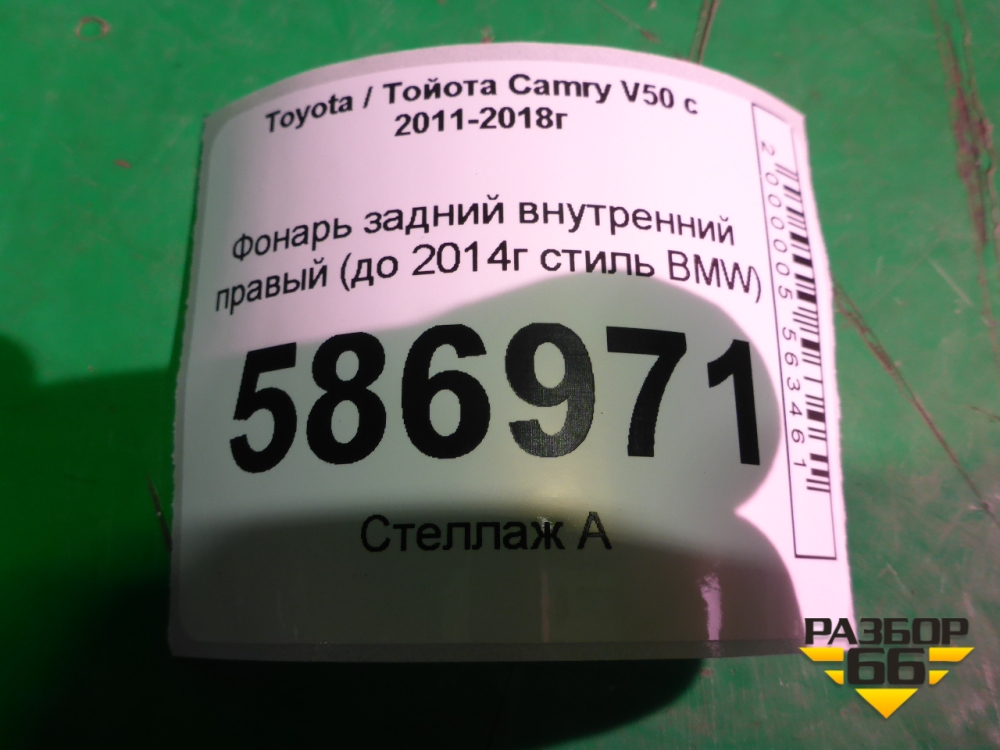 Toyota / Тойота Camry V50 с
2011-2018г
Фонарь задний внутренний
правый (до 2014г стиль BMW)
586971
Стеллаж А
2000005563461
РАЗБОР
66